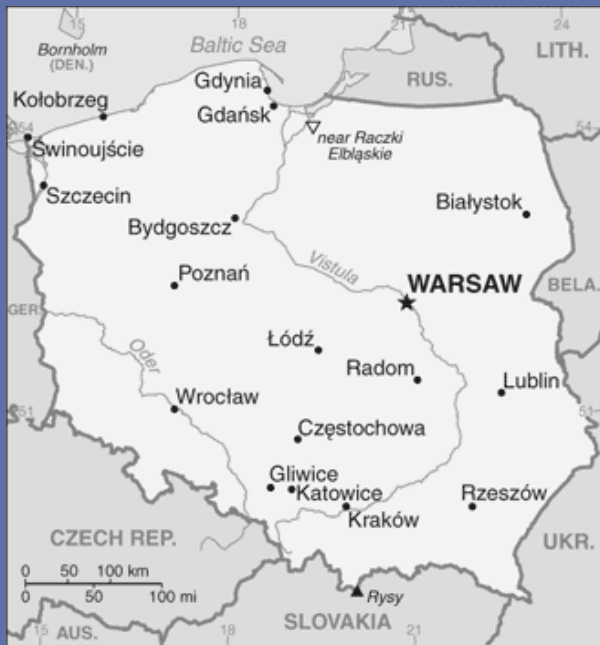 15
18
24
Bornholm
(DEN.)
Baltic Sea
LITH.
RUS.
Gdynia
Kołobrzeg
Gdańsk
54
54
near Raczki
Elbląskie
Świnoujście
Szczecin
Białystok
Bydgoszcz
Vistula
Poznań
WARSAW
BELA.
GER.
Łódź
Oder
Radom
Lublin
Wrocław
51
51
Częstochowa
Gliwice
Katowice
Rzeszów
Kraków
CZECH REP.
UKR.
0 50 100 km
0 50 100 mi
Rysy
SLOVAKIA
15
AUS.
18
21